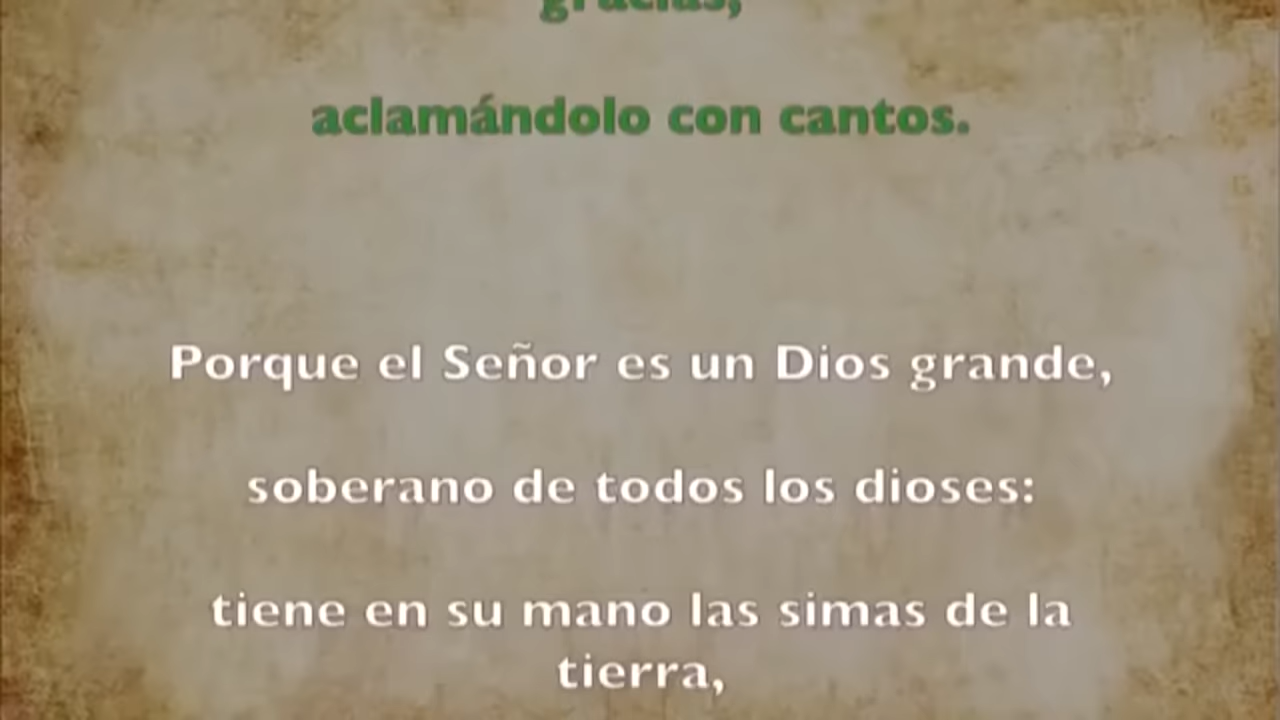 gracias,
aclamándolo con cantos.
Porque el Señor es un Dios grande,
soberano de todos los dioses:
tiene en su mano las simas de la
tierra,